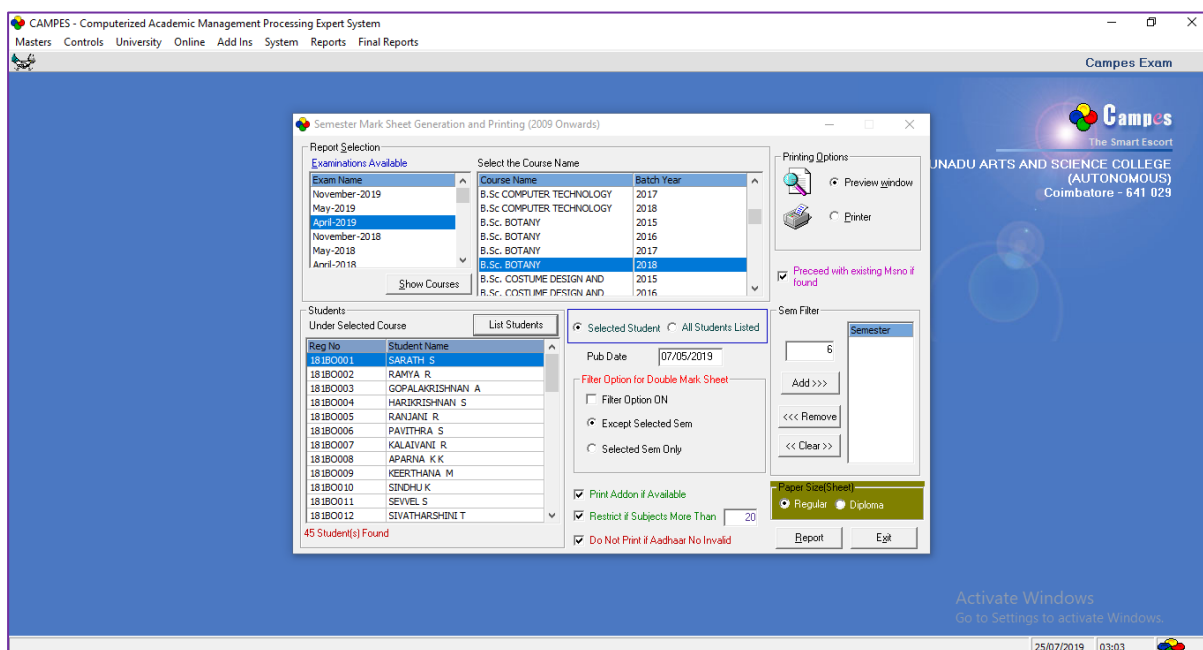 CAMPES - Computerized Academic Management Processing Expert System
Masters Controls University Online Add Ins System Reports Final Reports
Campes Exam
Campes
The Smart Escort
UNADU ARTS AND SCIENCE COLLEGE
(AUTONOMOUS)
Coimbatore - 641 029
Semester Mark Sheet Generation and Printing (2009 Onwards)
Report Selection
Examinations Available
Exam Name
November-2019
May-2019
April-2019
November-2018
May-2018
April-2018
Show Courses
Select the Course Name
Course Name Batch Year
B.Sc COMPUTER TECHNOLOGY 2017
B.Sc COMPUTER TECHNOLOGY 2018
B.Sc. BOTANY 2015
B.Sc. BOTANY 2016
B.Sc. BOTANY 2017
B.Sc. BOTANY 2018
B.Sc. COSTUME DESIGN AND 2015
B.Sc. COSTUME DESIGN AND 2016
Printing Options
Preview window
Printer
Preceed with existing Msno if
found
Students
Under Selected Course
List Students
Reg No Student Name
181BO001 SARATH S
181BO002 RAMYA R
181BO003 GOPALAKRISHNAN A
181BO004 HARIKRISHNAN S
181BO005 RANJANI R
181BO006 PAVITHRA S
181BO007 KALAIVANI R
181BO008 APARNA K K
181BO009 KEERTHANA M
181BO010 SINDHU K
181BO011 SEVVEL S
181BO012 SIVATHARSHINI T
45 Student(s) Found
Selected Student All Students Listed
Pub Date 07/05/2019
Filter Option for Double Mark Sheet
Filter Option ON
Except Selected Sem
Selected Sem Only
Print Addon if Available
Restrict if Subjects More Than 20
Do Not Print if Aadhaar No Invalid
Sem Filter
Semester
6
Add >>>
<<< Remove
<< Clear >>
Paper Size(Sheet)
Regular Diploma
Report Exit
Activate Windows
Go to Settings to activate Windows.
25/07/2019 03:03